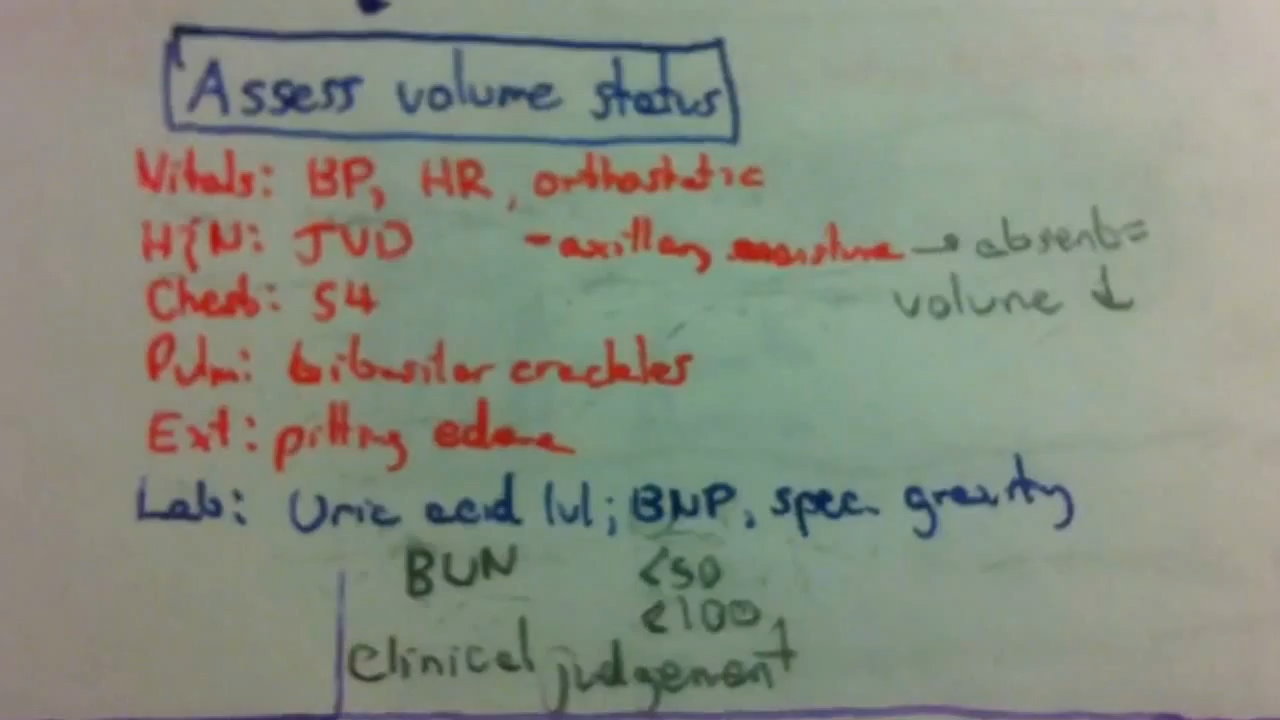 Assess volume status
Vitals: BP, HR, orthostatic
H{N: JVD - axillary moisture → absent =
volume ↓
Chest: S4
Pulm: bibasilar crackles
Ext: pitting edema
Lab: Uric acid lvl; BNP, spec. gravity
BUN <50
<100
clinical judgement